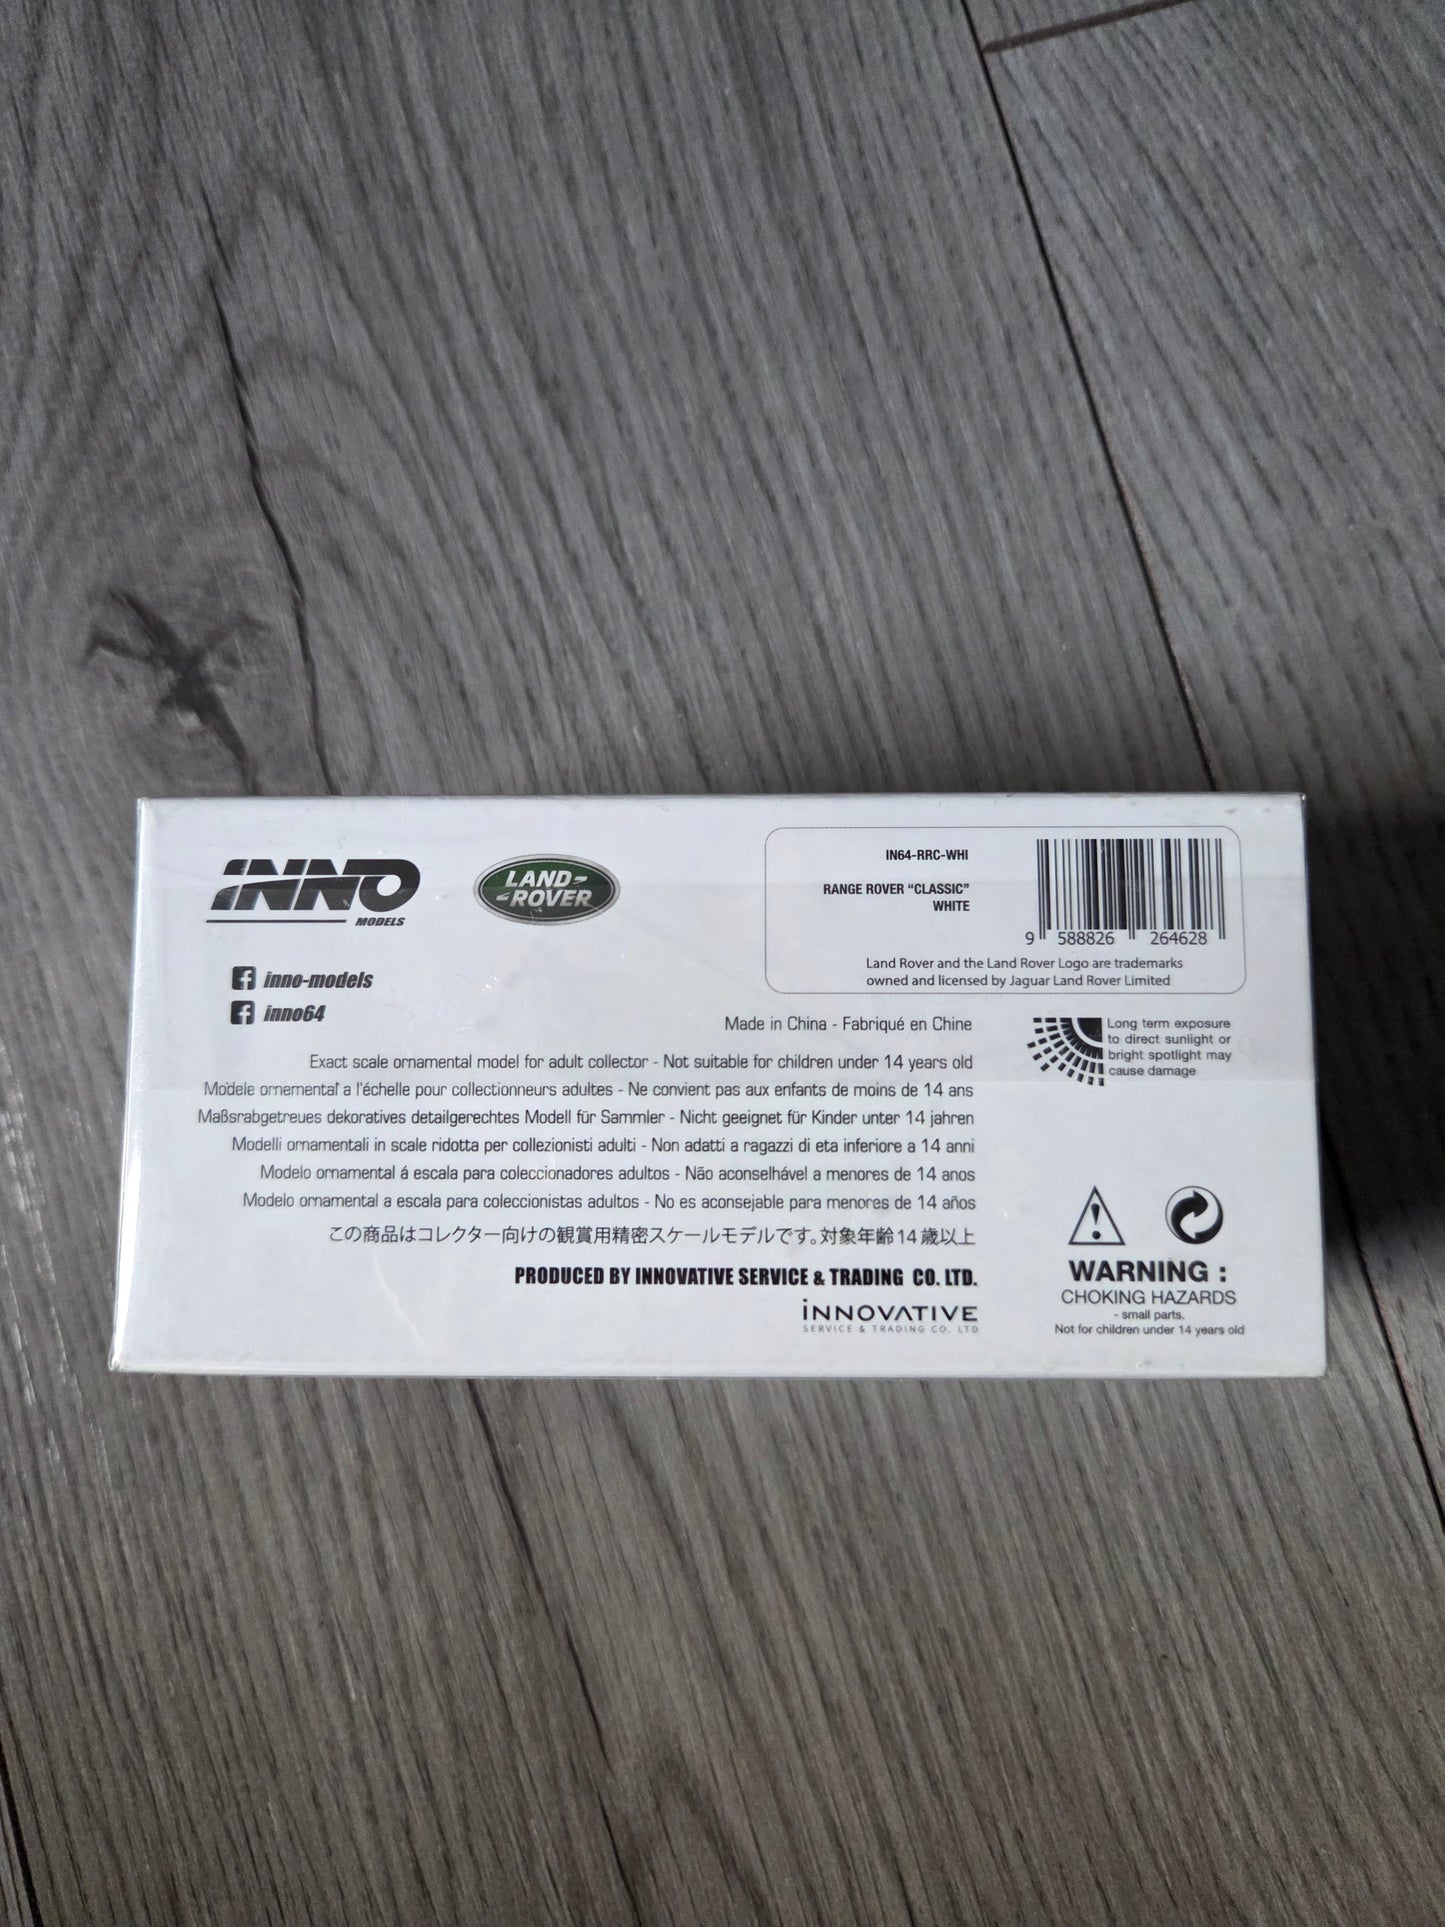 INNO
MODELS
LAND-
-ROVER
IN64-RRC-WHI
RANGE ROVER “CLASSIC”
WHITE
9 588826 264628
Land Rover and the Land Rover Logo are trademarks
owned and licensed by Jaguar Land Rover Limited
inno-models
inno64
Made in China - Fabriqué en Chine
Long term exposure
to direct sunlight or
bright spotlight may
cause damage
Exact scale ornamental model for adult collector - Not suitable for children under 14 years old
Modele ornemental a l'échelle pour collectionneurs adultes - Ne convient pas aux enfants de moins de 14 ans
Maßsrabgetreues dekoratives detailgerechtes Modell für Sammler - Nicht geeignet für Kinder unter 14 jahren
Modelli ornamentali in scale ridotta per collezionisti adulti - Non adatti a ragazzi di eta inferiore a 14 anni
Modelo ornamental á escala para coleccionadores adultos - Não aconselhável a menores de 14 anos
Modelo ornamental a escala para coleccionistas adultos - No es aconsejable para menores de 14 años
この商品はコレクター向けの観賞用精密スケールモデルです。対象年齢14歳以上
PRODUCED BY INNOVATIVE SERVICE & TRADING CO. LTD.
INNOVATIVE
SERVICE & TRADING CO. LTD
WARNING :
CHOKING HAZARDS
- small parts.
Not for children under 14 years old